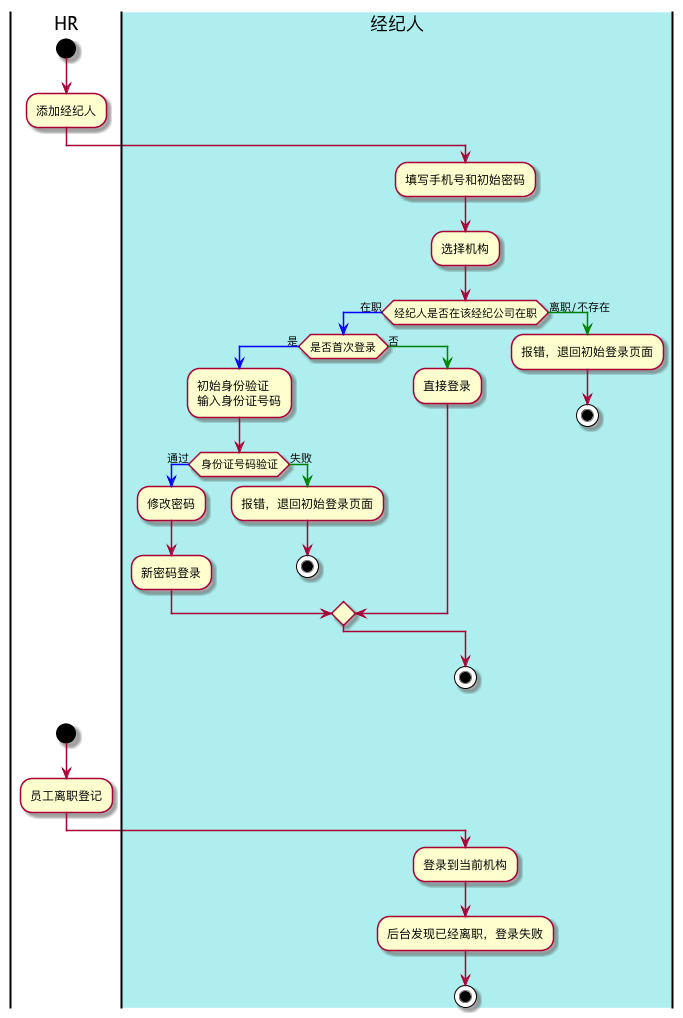 HR
经纪人
添加经纪人
填写手机号和初始密码
选择机构
在职
经纪人是否在该经纪公司在职
离职/不存在
是
是否首次登录
否
报错，退回初始登录页面
初始身份验证
输入身份证号码
直接登录
通过
身份证号码验证
失败
修改密码
报错，退回初始登录页面
新密码登录
员工离职登记
登录到当前机构
后台发现已经离职，登录失败